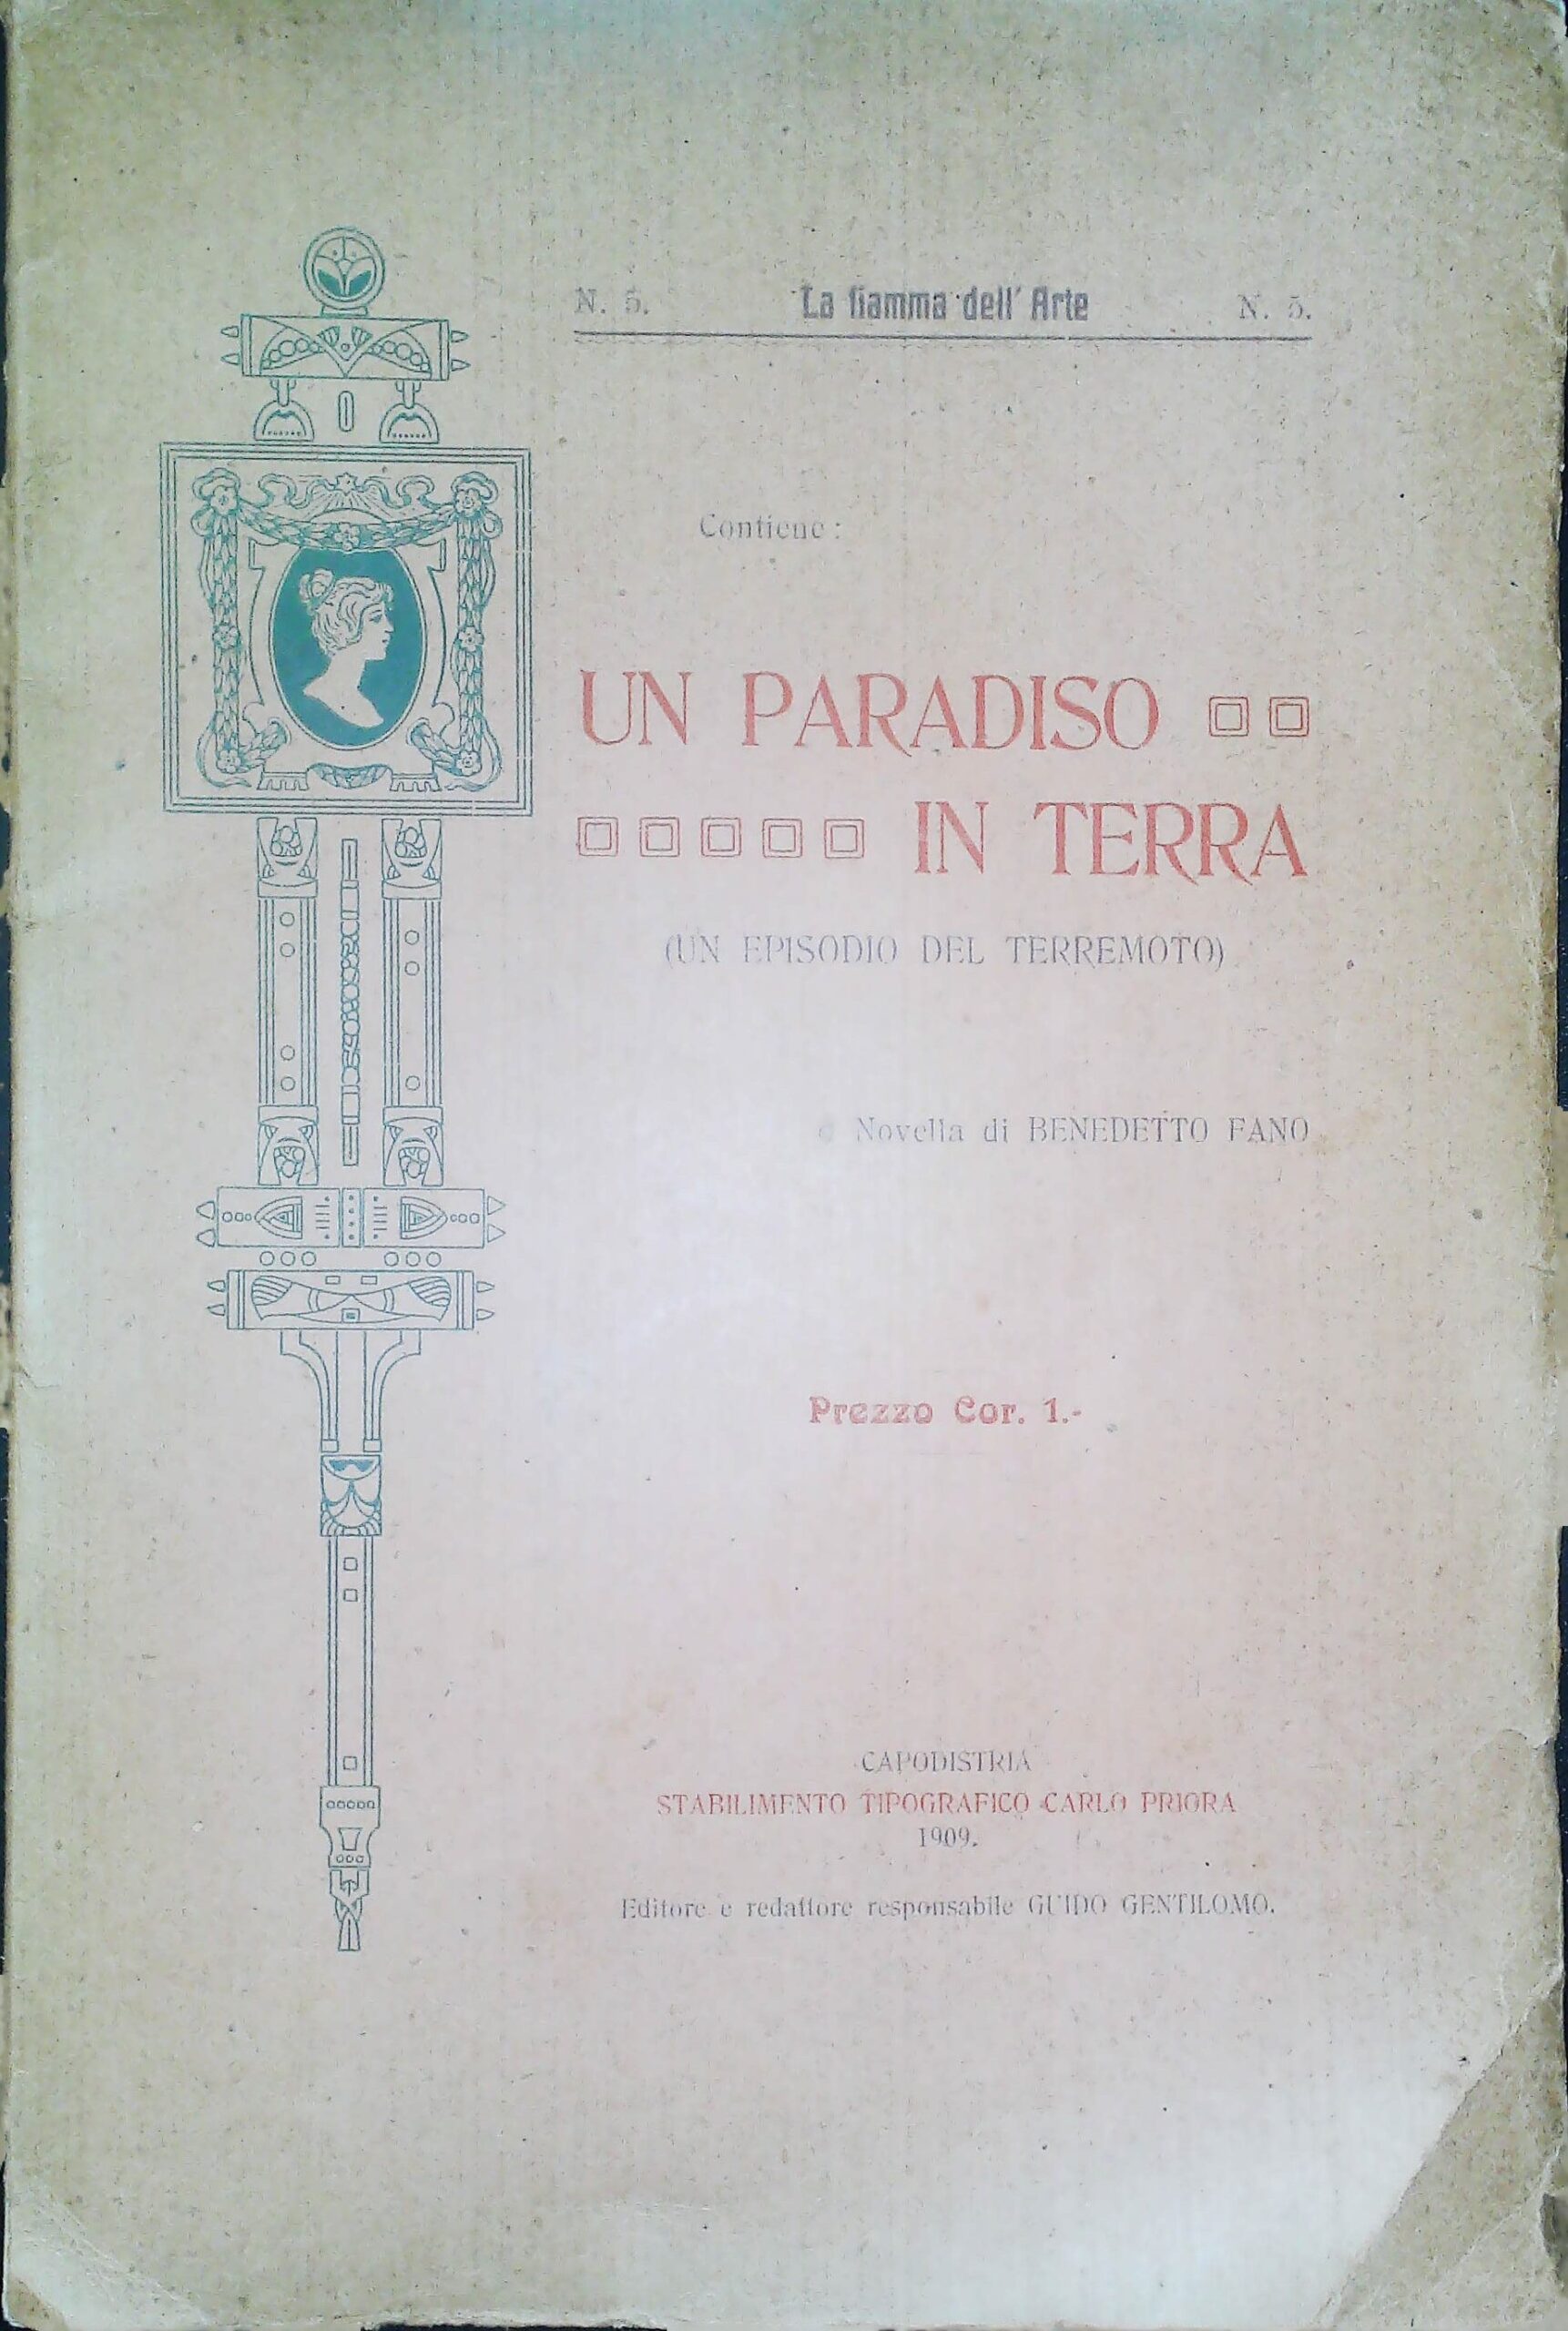 N. 5. La fiamma dell' Arte N. 5.
Contiene:
UN PARADISO
IN TERRA
(UN EPISODIO DEL TERREMOTO)
Novella di BENEDETTO FANO
Prezzo Cor. 1.-
CAPODISTRIA
STABILIMENTO TIPOGRAFICO CARLO PRIORA
1909.
Editore e redattore responsabile GUIDO GENTILOMO.